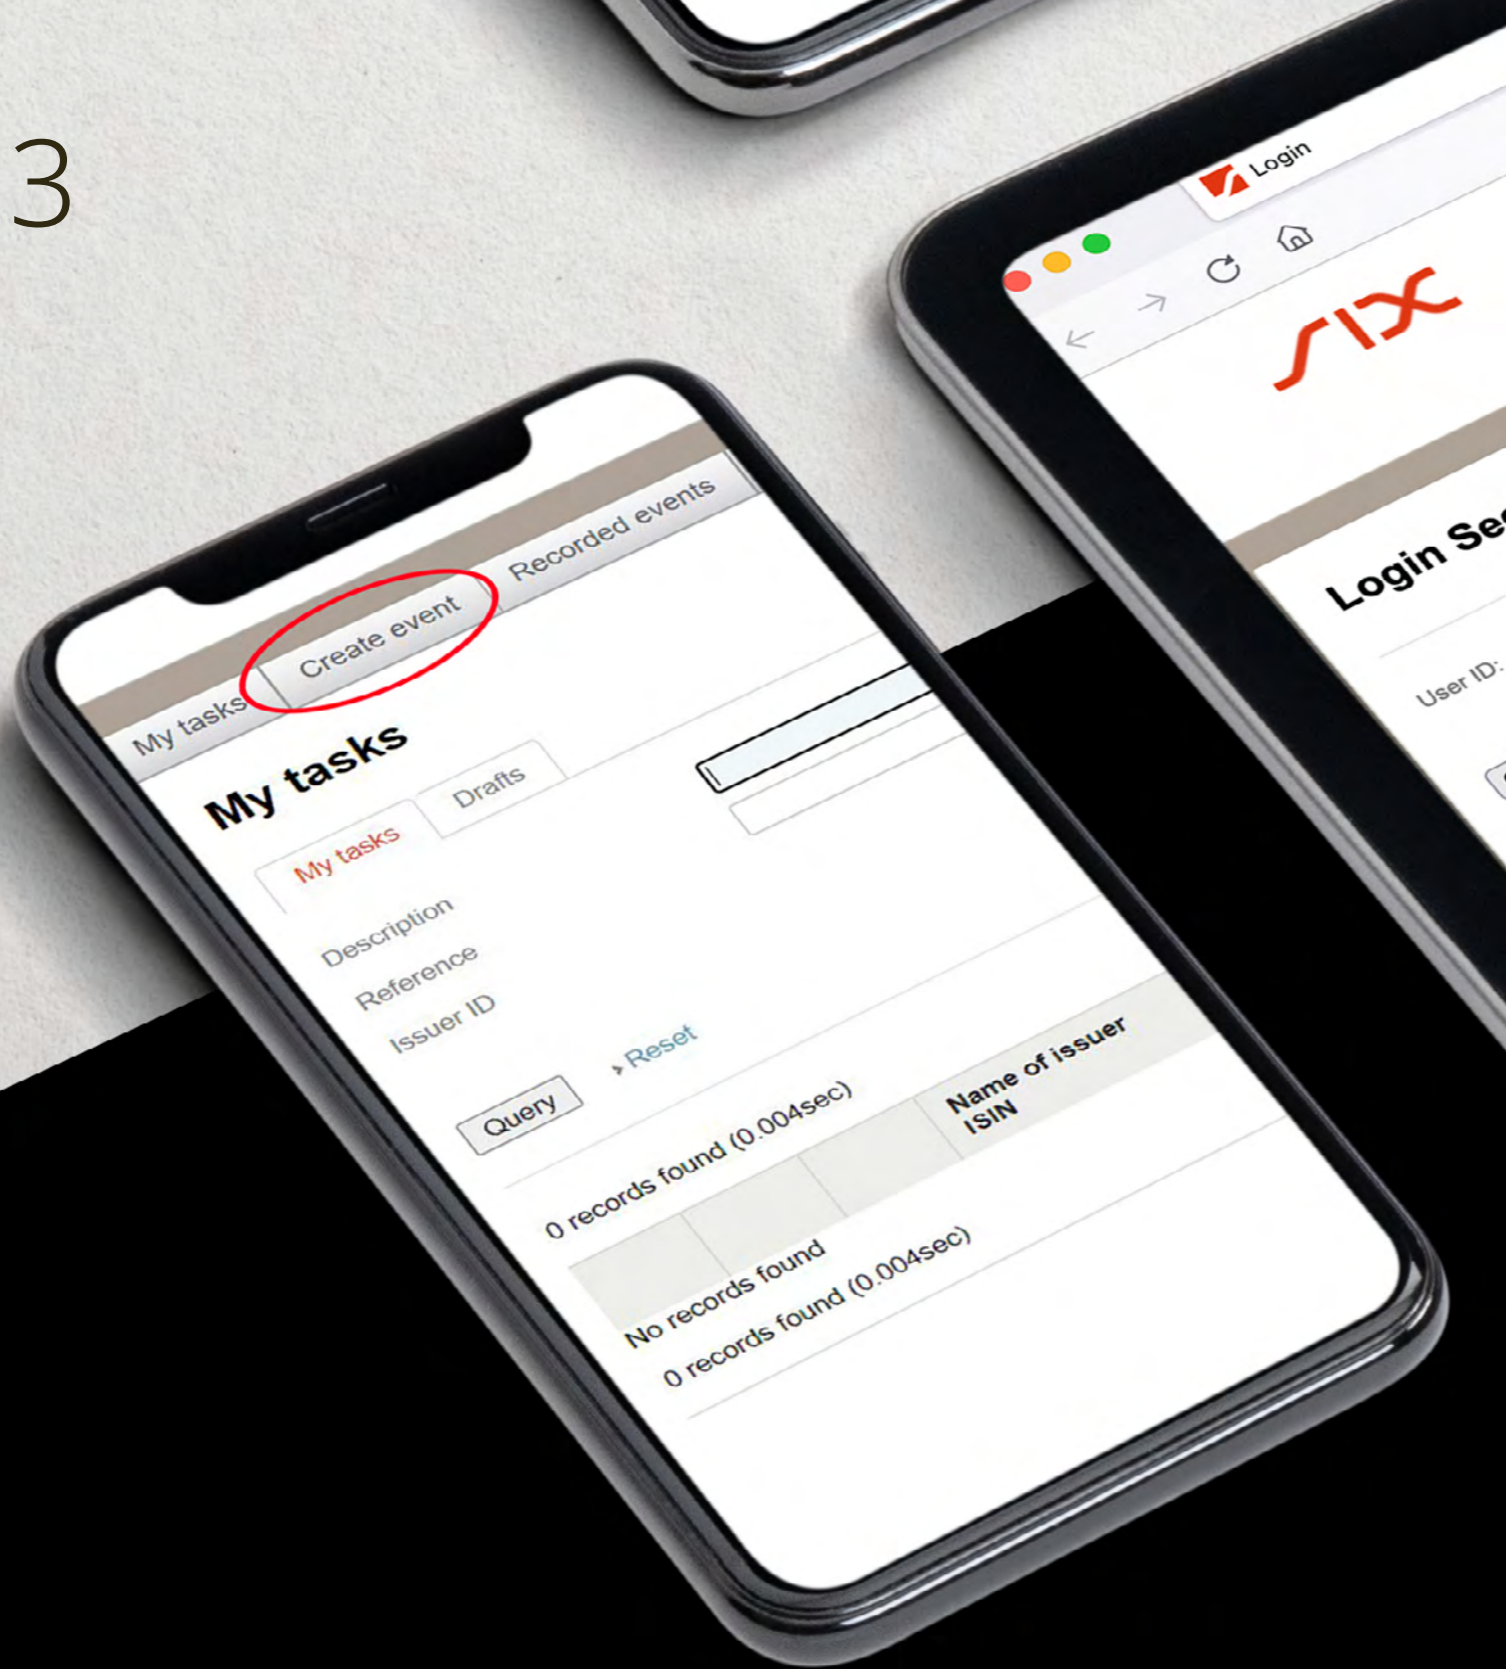 3
Login
SIX
Login Sec
User ID:
My tasks
Create event
Recorded events
My tasks
My tasks
Drafts
Description
Reference
Issuer ID
Query
Reset
0 records found (0.004sec)
Name of issuer
ISIN
No records found
0 records found (0.004sec)